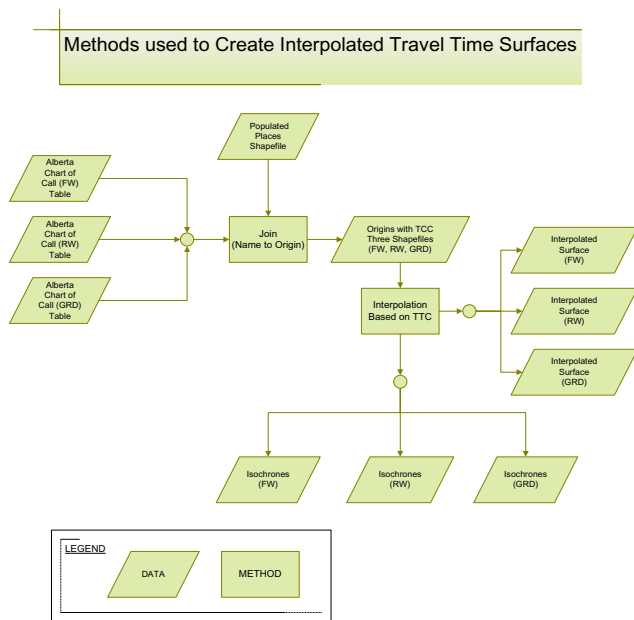 Methods used to Create Interpolated Travel Time Surfaces
Populated
Places
Shapefile
Alberta
Chart of
Call (FW)
Table
Alberta
Chart of
Call (RW)
Table
Alberta
Chart of
Call (GRD)
Table
Join
(Name to Origin)
Origins with TCC
Three Shapefiles
(FW, RW, GRD)
Interpolation
Based on TTC
Interpolated
Surface
(FW)
Interpolated
Surface
(RW)
Interpolated
Surface
(GRD)
Isochrones
(FW)
Isochrones
(RW)
Isochrones
(GRD)
LEGEND
DATA
METHOD